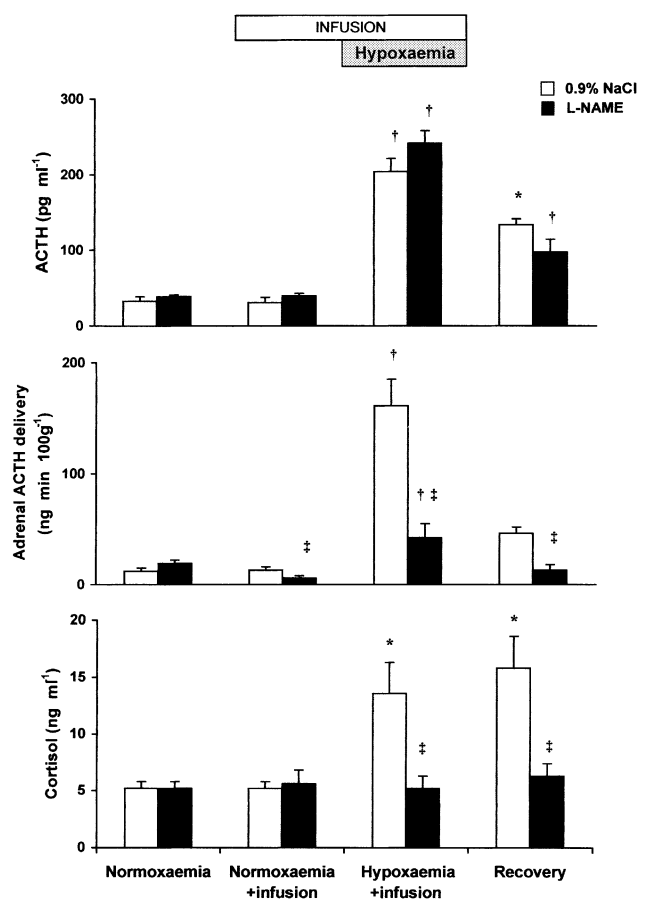 INFUSION
Hypoxaemia
0.9% NaCl
L-NAME
300
200
100
0
ACTH (pg ml-1)
† † * †
200
100
0
Adrenal ACTH delivery
(ng min 100g-1)
†
† ‡
‡ ‡
20
15
10
5
0
Cortisol (ng ml-1)
* *
‡ ‡
Normoxaemia Normoxaemia Hypoxaemia Recovery
+infusion +infusion